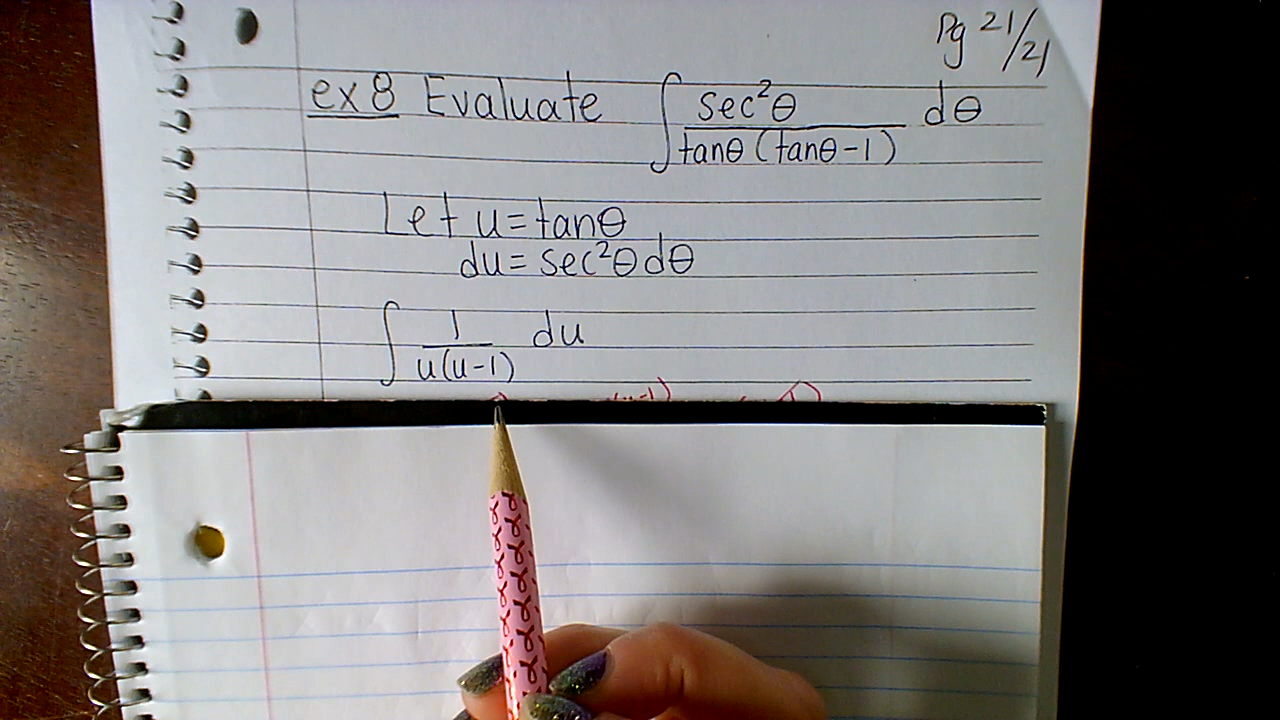 Pg 21/21
ex 8 Evaluate ∫ sec²θ / tanθ (tanθ-1) dθ
Let u = tanθ
du = sec²θ dθ
∫ 1 / u(u-1) du